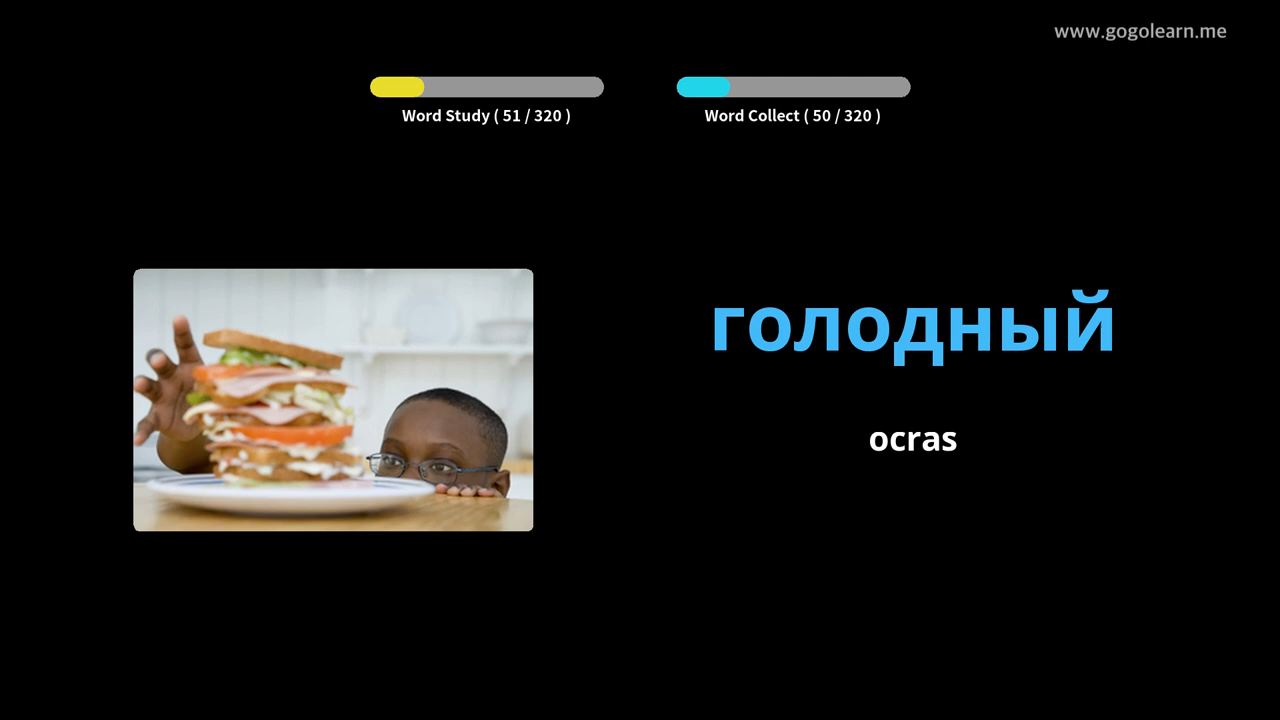 www.gogolearn.me
Word Study ( 51 / 320 )
Word Collect ( 50 / 320 )
голодный
ocras